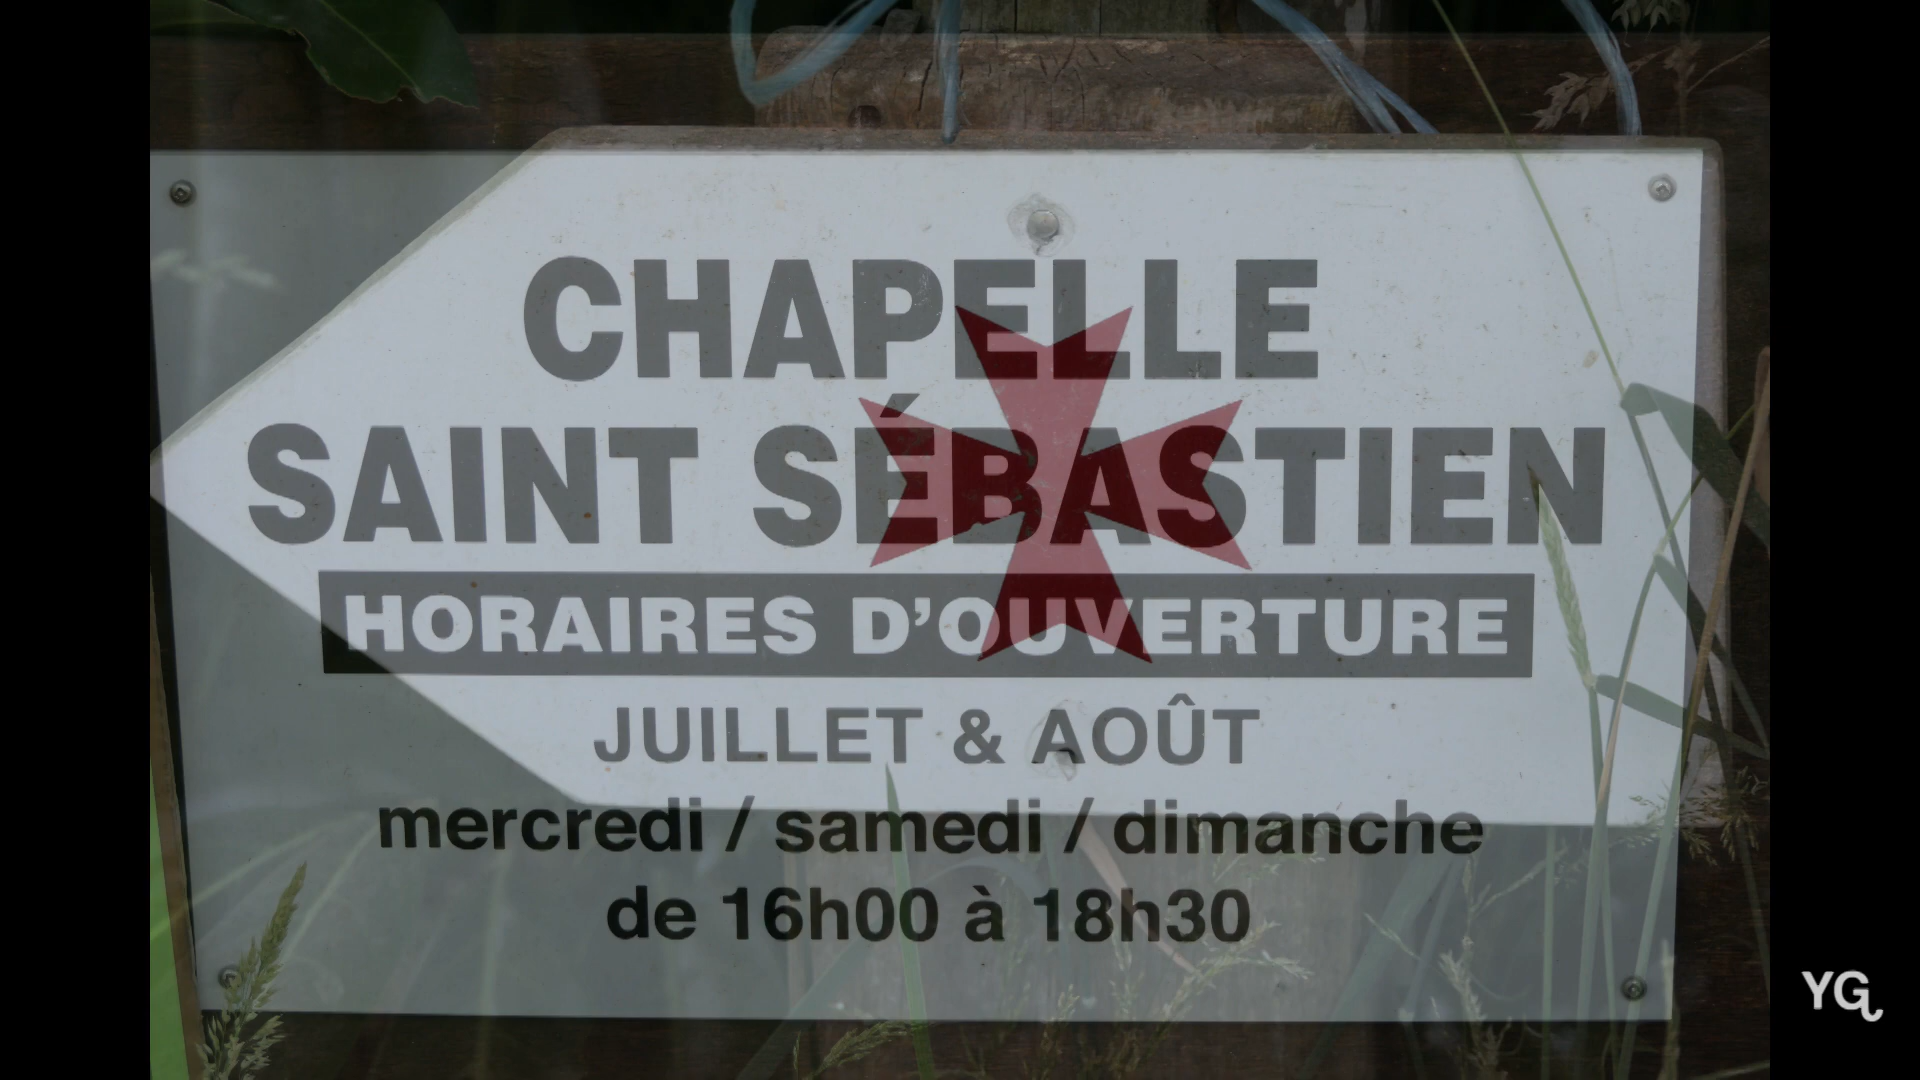 CHAPELLE
SAINT SÉBASTIEN
HORAIRES D'OUVERTURE
JUILLET & AOÛT
mercredi / samedi / dimanche
de 16h00 à 18h30
YG